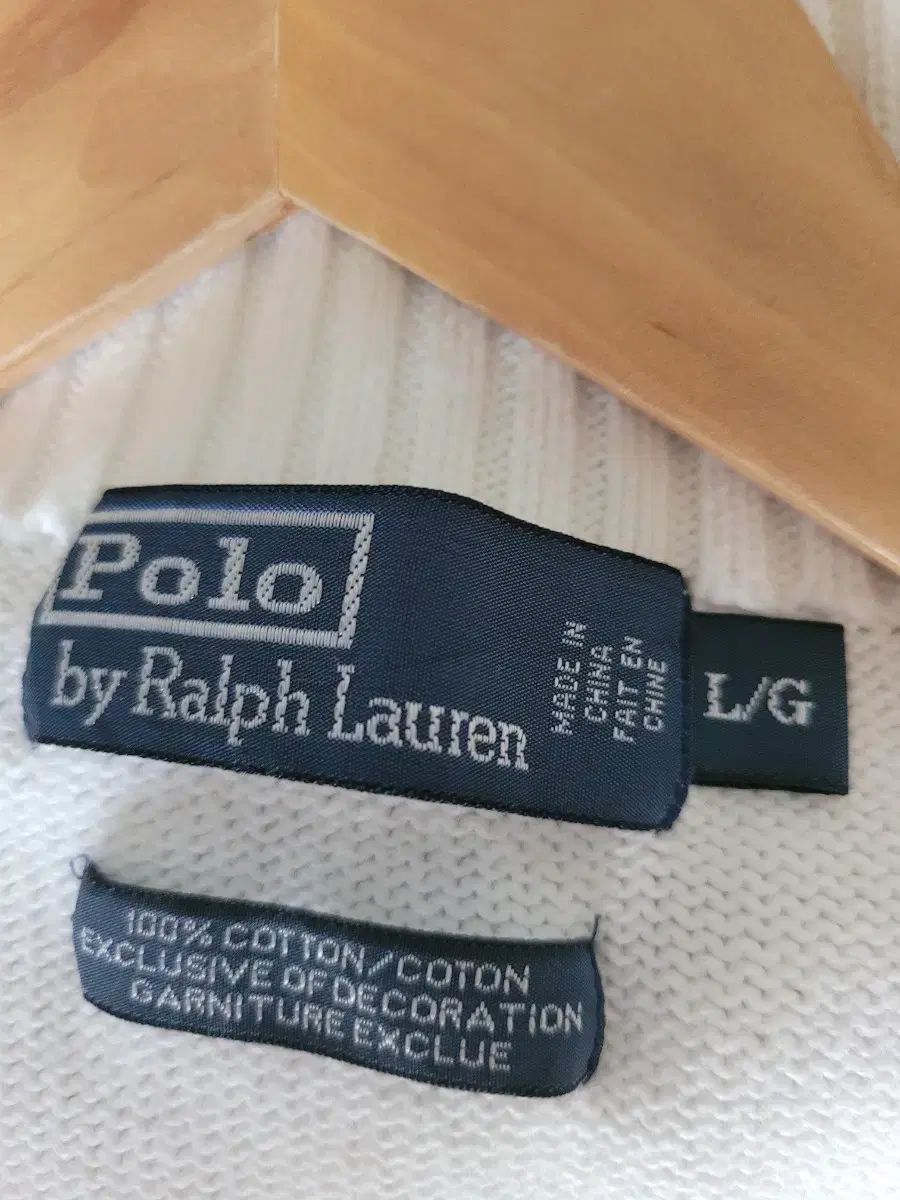 Polo
by Ralph Lauren
MADE IN
CHINA
FAIT EN
CHINE
L/G
100% COTTON/COTON
EXCLUSIVE OF DECORATION
GARNITURE EXCLUE